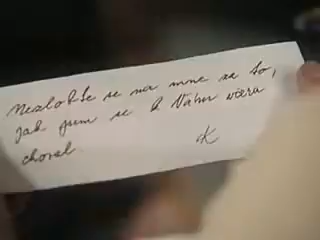 Nezlobte se na mne za to,
jak jsem se k Vám včera
choval
K